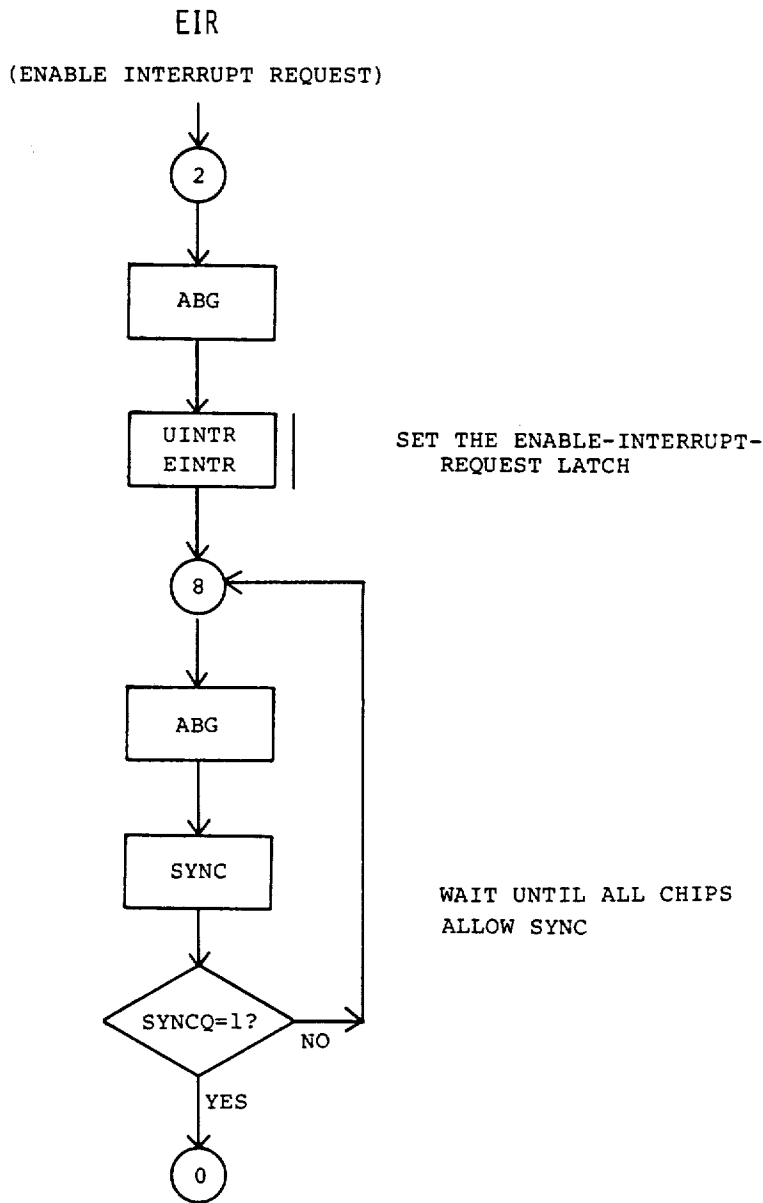 EIR
(ENABLE INTERRUPT REQUEST)
2
ABG
UINTR
EINTR
SET THE ENABLE-INTERRUPT-
REQUEST LATCH
8
ABG
SYNC
WAIT UNTIL ALL CHIPS
ALLOW SYNC
SYNCQ=1?
NO
YES
0